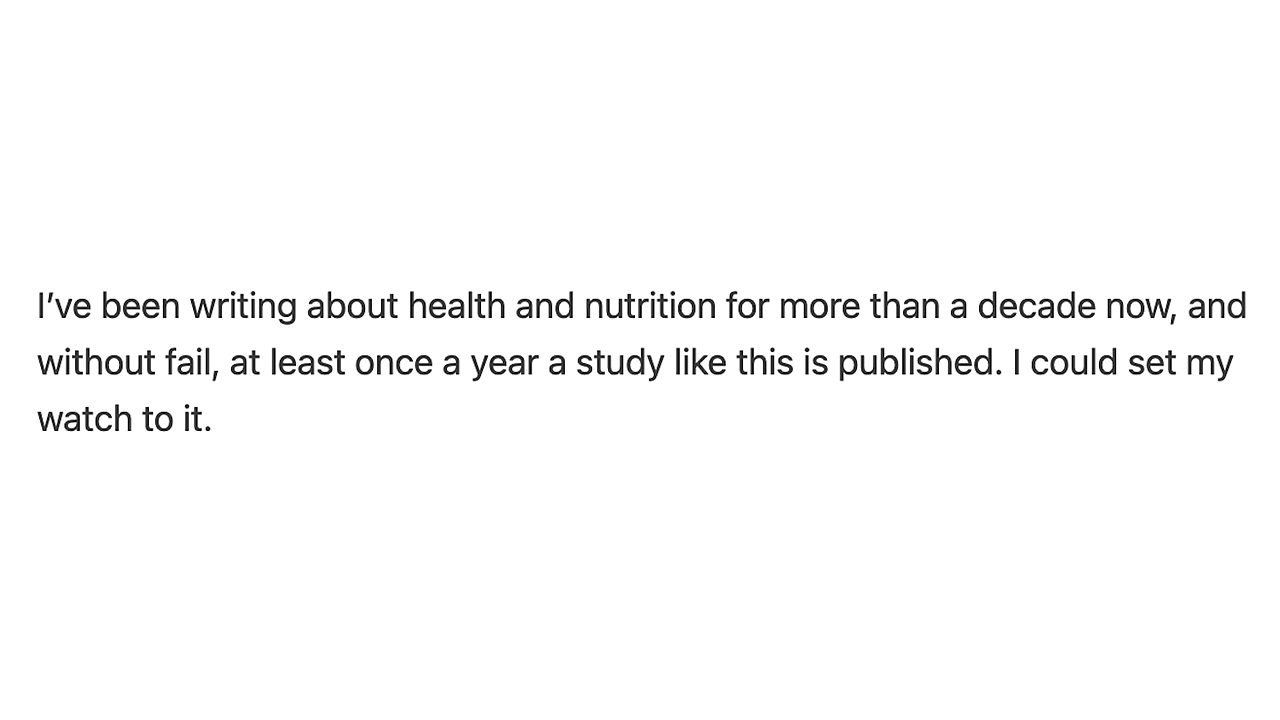 I’ve been writing about health and nutrition for more than a decade now, and
without fail, at least once a year a study like this is published. I could set my
watch to it.